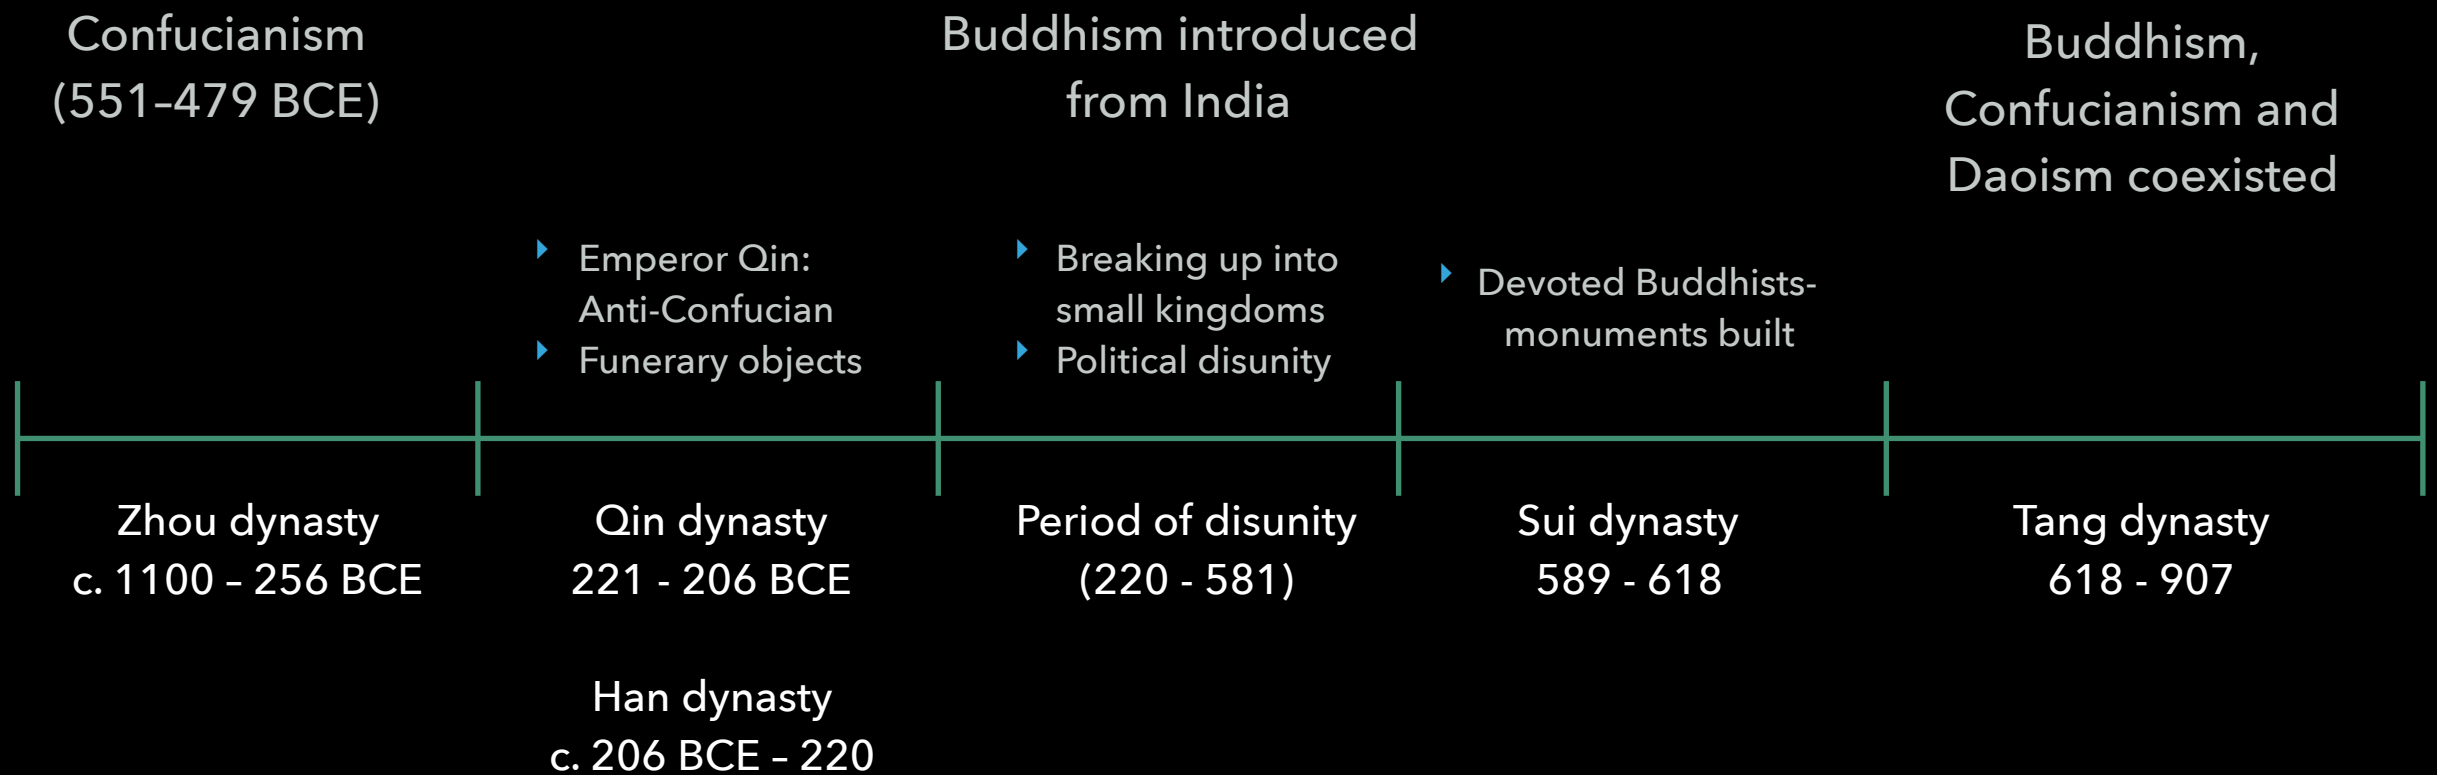 Confucianism
(551–479 BCE)
Buddhism introduced
from India
Buddhism,
Confucianism and
Daoism coexisted
Emperor Qin:
Anti-Confucian
Funerary objects
Breaking up into
small kingdoms
Political disunity
Devoted Buddhists-
monuments built
Zhou dynasty
c. 1100 – 256 BCE
Qin dynasty
221 - 206 BCE
Han dynasty
c. 206 BCE – 220
Period of disunity
(220 - 581)
Sui dynasty
589 - 618
Tang dynasty
618 - 907